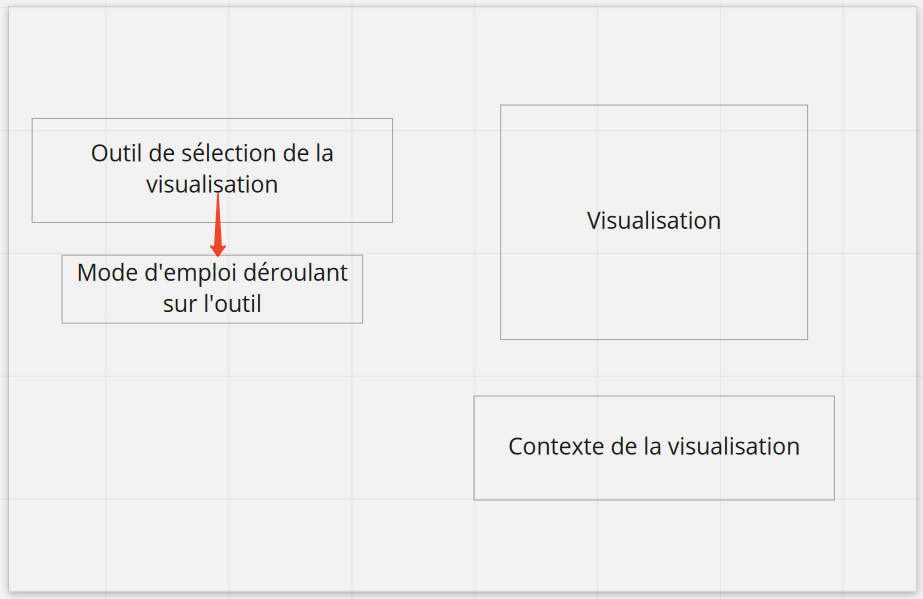 Outil de sélection de la
visualisation
Mode d'emploi déroulant
sur l'outil
Visualisation
Contexte de la visualisation